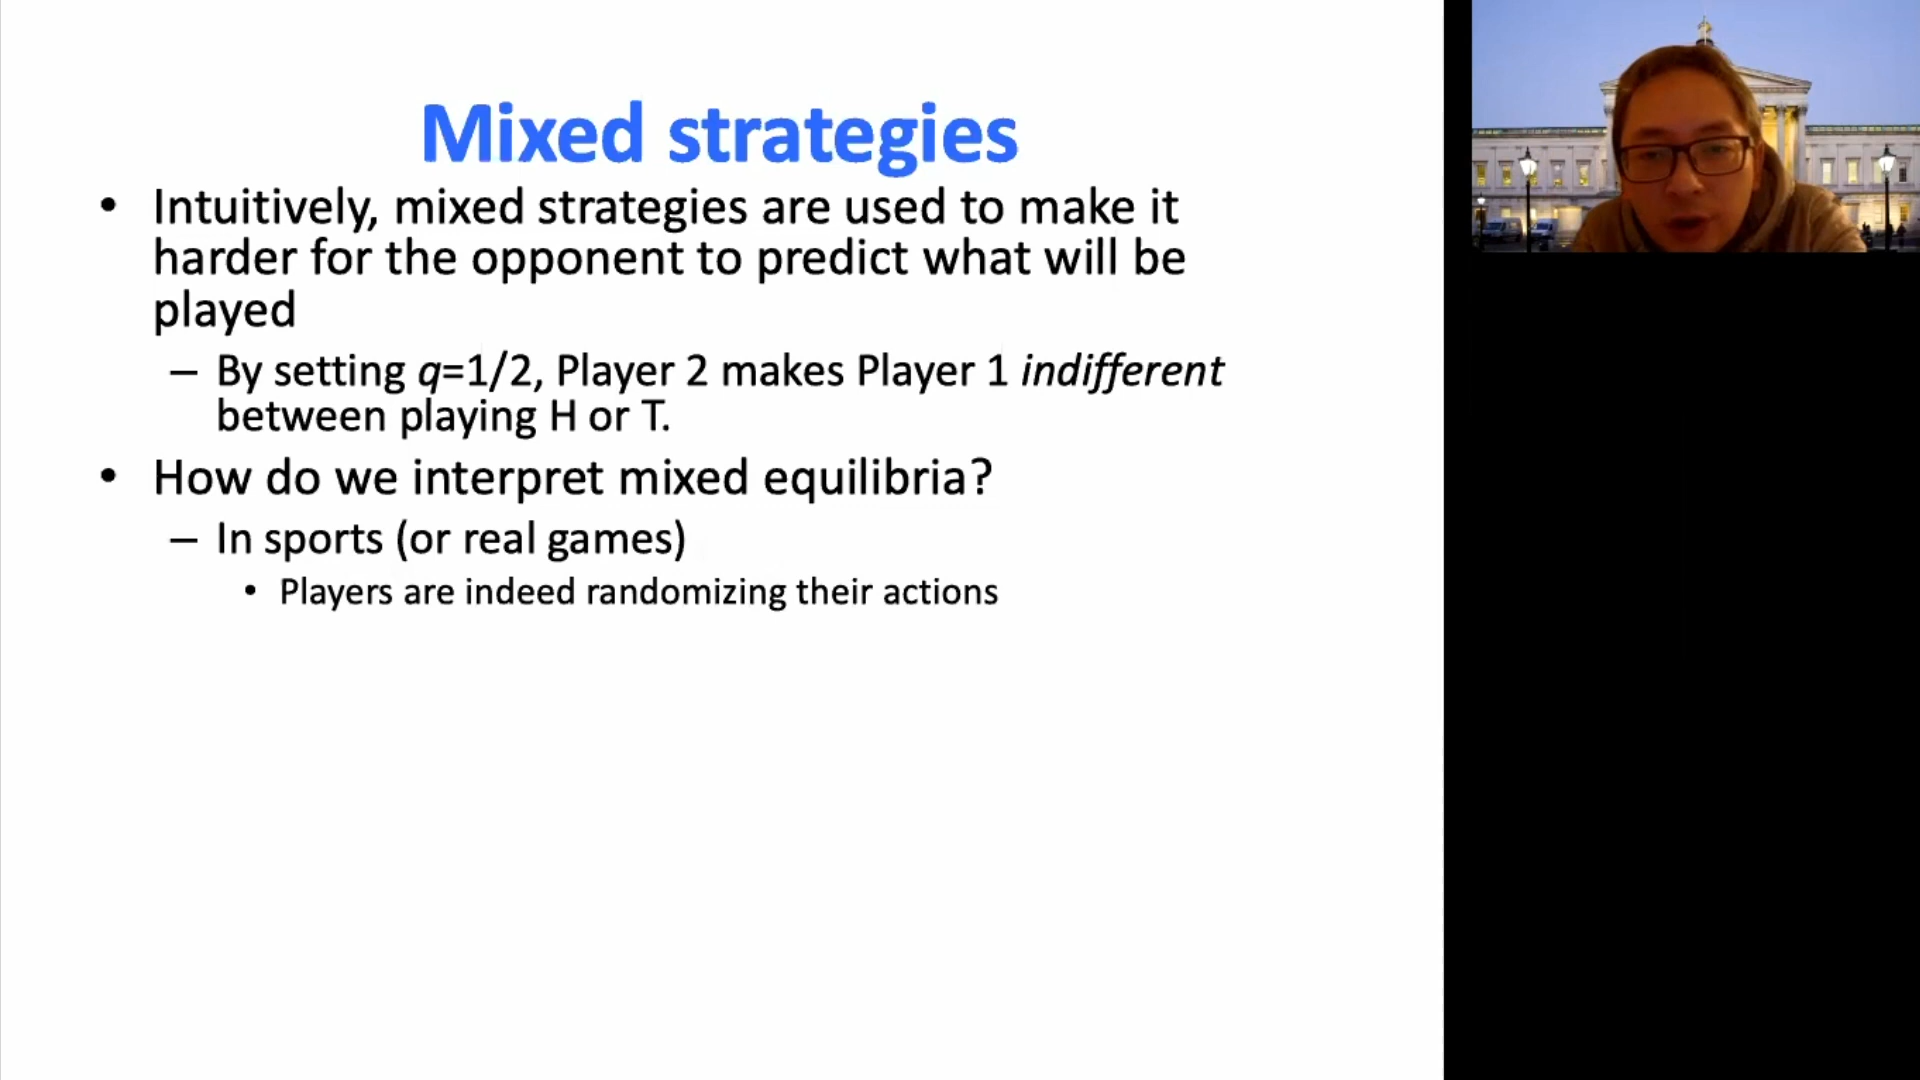 Mixed strategies
• Intuitively, mixed strategies are used to make it
harder for the opponent to predict what will be
played
– By setting q=1/2, Player 2 makes Player 1 indifferent
between playing H or T.
• How do we interpret mixed equilibria?
– In sports (or real games)
• Players are indeed randomizing their actions